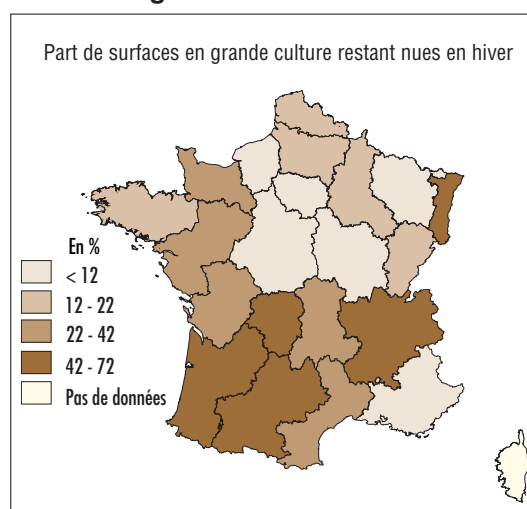 Part de surfaces en grande culture restant nues en hiver
En %
< 12
12 - 22
22 - 42
42 - 72
Pas de données